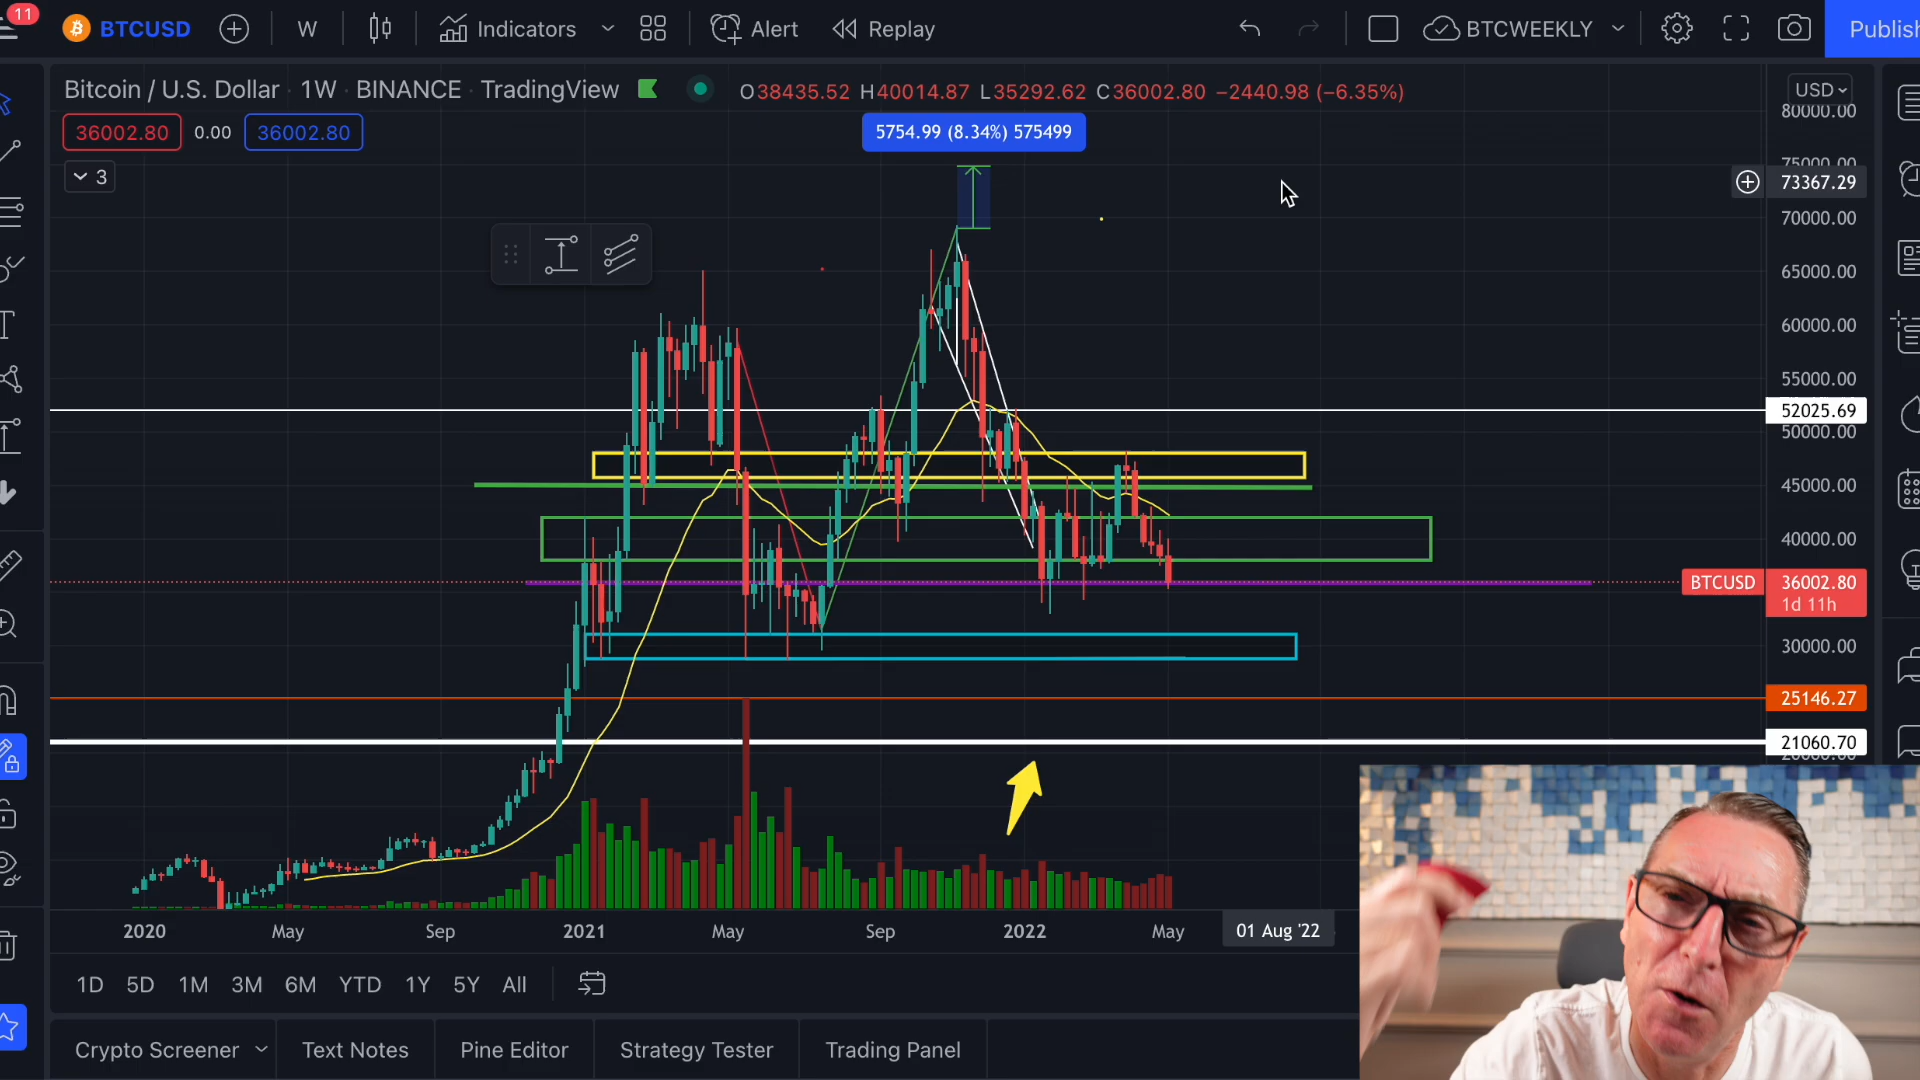 11
BTCUSD W Indicators Alert Replay BTCWEEKLY Publish
Bitcoin / U.S. Dollar · 1W · BINANCE · TradingView O38435.52 H40014.87 L35292.62 C36002.80 −2440.98 (−6.35%)
USD
36002.80 0.00 36002.80
5754.99 (8.34%) 575499
3
80000.00
75000.00
73367.29
70000.00
65000.00
60000.00
55000.00
52025.69
50000.00
45000.00
40000.00
BTCUSD 36002.80
1d 11h
30000.00
25146.27
21060.70
2020 May Sep 2021 May Sep 2022 May 01 Aug '22
1D 5D 1M 3M 6M YTD 1Y 5Y All
Crypto Screener Text Notes Pine Editor Strategy Tester Trading Panel